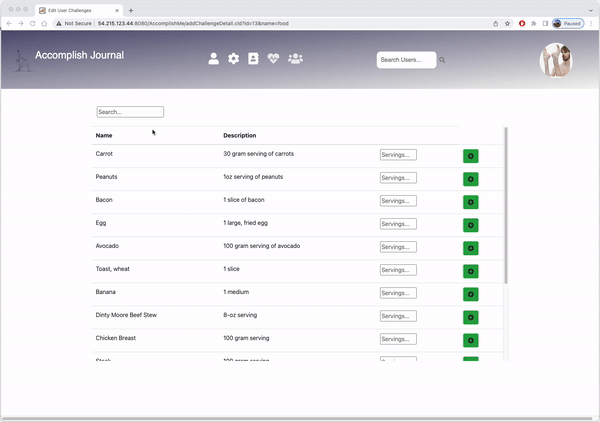 Edit User Challenges
Not Secure 54.215.123.44:8080/AccomplishMe/addChallengeDetail.cld?id=13&name=food
Paused
Accomplish Journal
Search Users...
Search...
Name Description
Carrot 30 gram serving of carrots Servings...
Peanuts 1oz serving of peanuts Servings...
Bacon 1 slice of bacon Servings...
Egg 1 large, fried egg Servings...
Avocado 100 gram serving of avocado Servings...
Toast, wheat 1 slice Servings...
Banana 1 medium Servings...
Dinty Moore Beef Stew 8-oz serving Servings...
Chicken Breast 100 gram serving Servings...
Steak 100 gram serving Servings...